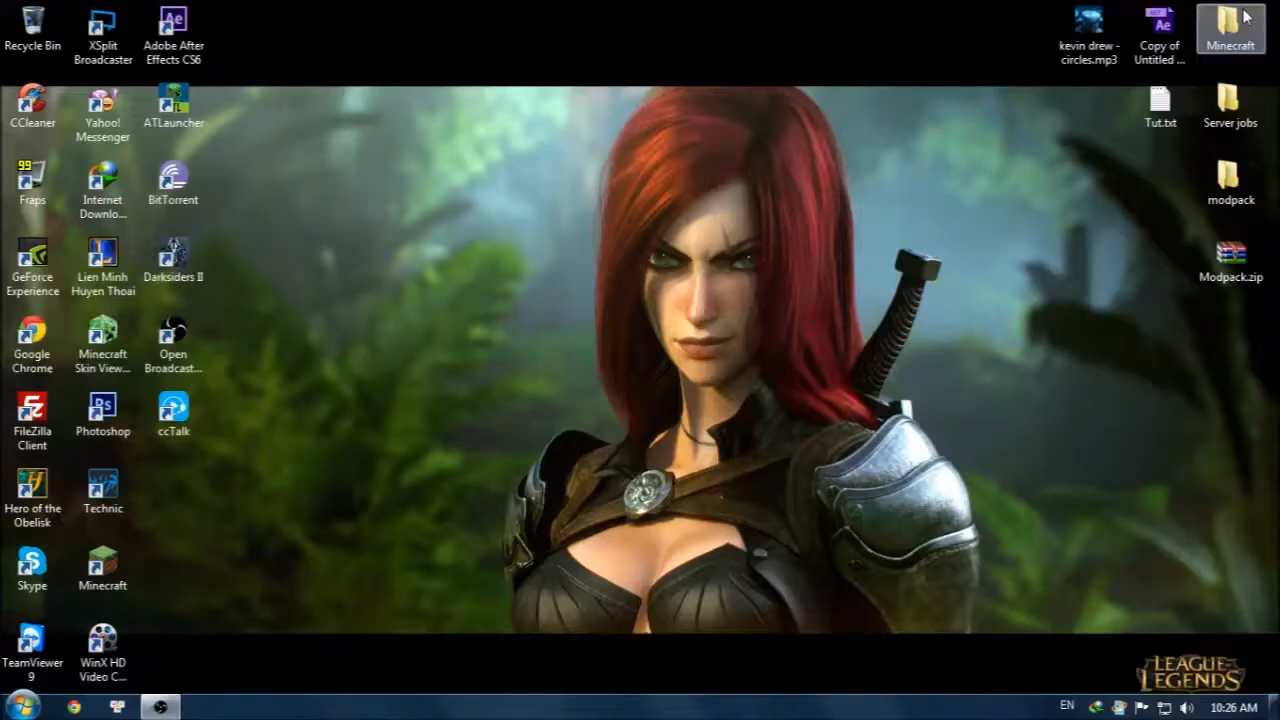 Recycle Bin
XSplit
Broadcaster
Adobe After
Effects CS6
kevin drew -
circles.mp3
Copy of
Untitled ...
Minecraft
CCleaner
Yahoo!
Messenger
ATLauncher
Tut.txt
Server jobs
99
Fraps
Internet
Downlo...
BitTorrent
modpack
GeForce
Experience
Lien Minh
Huyen Thoai
Darksiders II
Modpack.zip
Google
Chrome
Minecraft
Skin View...
Open
Broadcast...
FileZilla
Client
Photoshop
ccTalk
Hero of the
Obelisk
Technic
Skype
Minecraft
TeamViewer
9
WinX HD
Video C...
LEAGUE of
LEGENDS
EN
10:26 AM